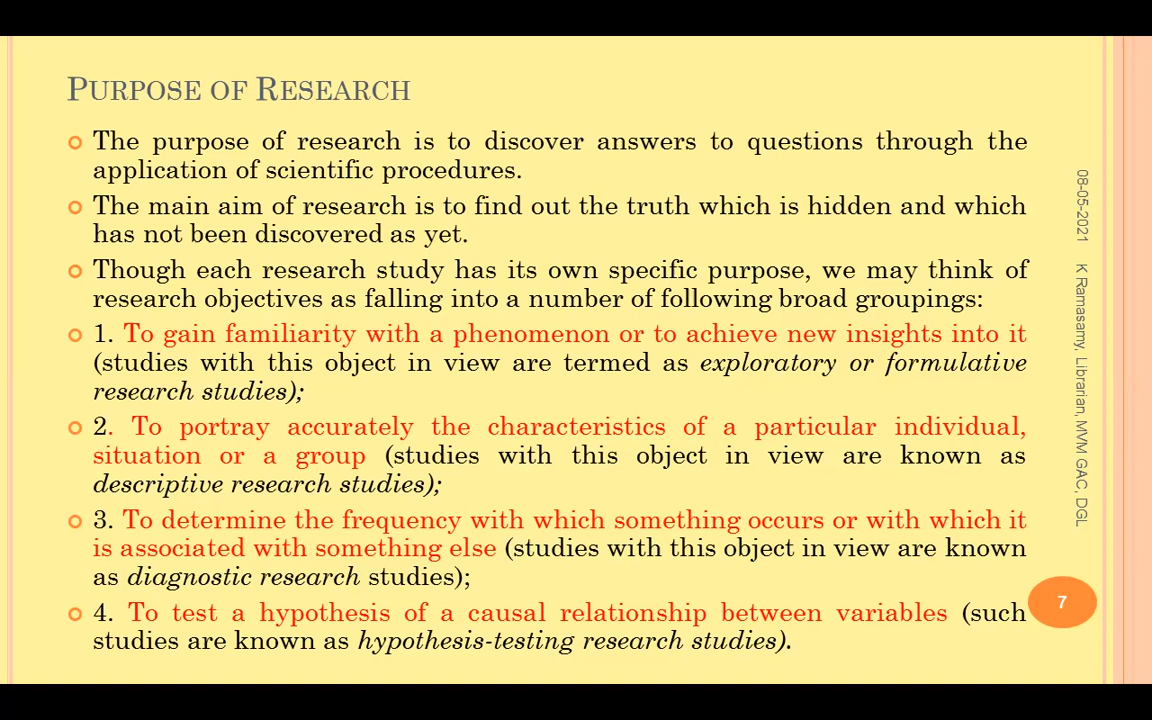 PURPOSE OF RESEARCH
The purpose of research is to discover answers to questions through the
application of scientific procedures.
The main aim of research is to find out the truth which is hidden and which
has not been discovered as yet.
Though each research study has its own specific purpose, we may think of
research objectives as falling into a number of following broad groupings:
1. To gain familiarity with a phenomenon or to achieve new insights into it
(studies with this object in view are termed as exploratory or formulative
research studies);
2. To portray accurately the characteristics of a particular individual,
situation or a group (studies with this object in view are known as
descriptive research studies);
3. To determine the frequency with which something occurs or with which it
is associated with something else (studies with this object in view are known
as diagnostic research studies);
4. To test a hypothesis of a causal relationship between variables (such
studies are known as hypothesis-testing research studies).
08-05-2021
K Ramasamy, Librarian, MVM GAC, DGL
7